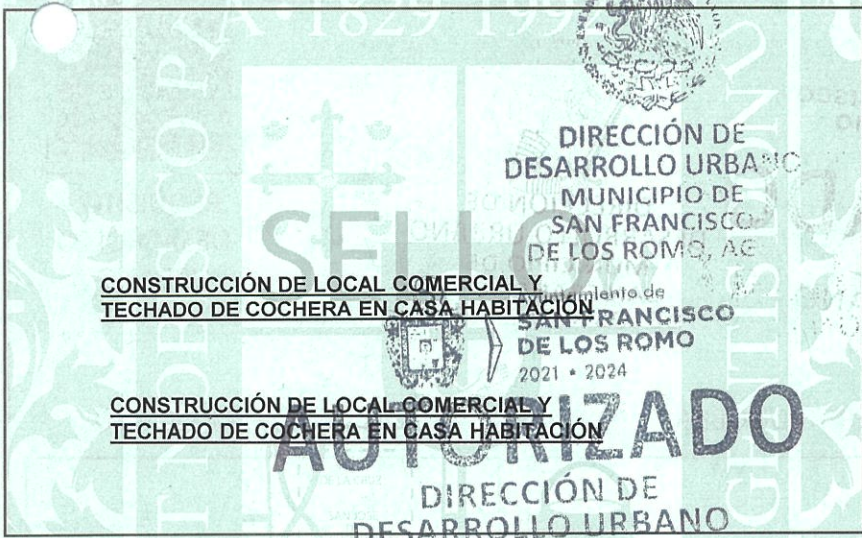 1829 1992
DIRECCIÓN DE
DESARROLLO URBANO
MUNICIPIO DE
SAN FRANCISCO
DE LOS ROMO, AG
SELLO
CONSTRUCCIÓN DE LOCAL COMERCIAL Y
TECHADO DE COCHERA EN CASA HABITACIÓN
Ayuntamiento de
SAN FRANCISCO
DE LOS ROMO
2021 • 2024
CONSTRUCCIÓN DE LOCAL COMERCIAL Y
TECHADO DE COCHERA EN CASA HABITACIÓN
AUTORIZADO
DIRECCIÓN DE
DESARROLLO URBANO